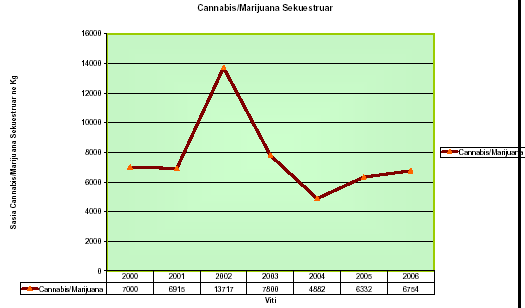 Cannabis/Marijuana Sekuestruar
Sasia Cannabis/Marijuana Sekuestruar ne Kg
16000
14000
12000
10000
8000
6000
4000
2000
0
2000 2001 2002 2003 2004 2005 2006
Cannabis/Marijuana 7000 6915 13717 7800 4882 6332 6754
Viti
Cannabis/Marijuana